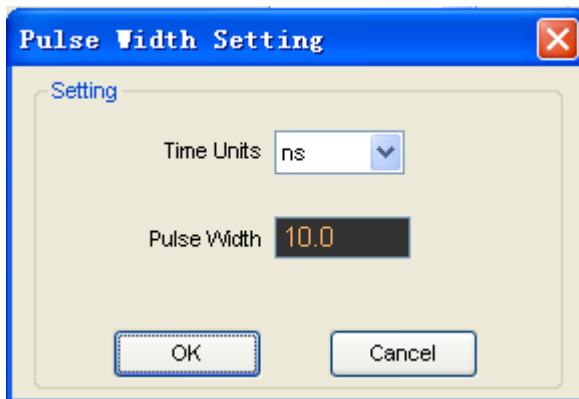 Pulse Width Setting
Setting
Time Units ns
Pulse Width 10.0
OK Cancel